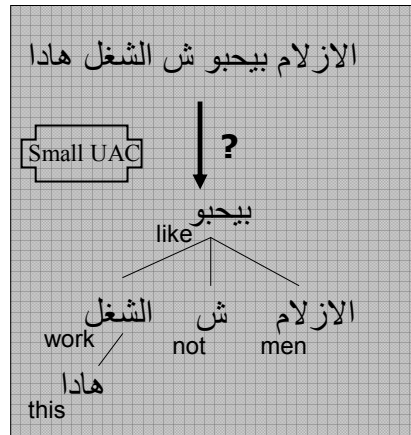 الازلام بيحبو ش الشغل هادا
?
Small UAC
بيحبو
like
الازلام ش الشغل
work not men
هادا
this